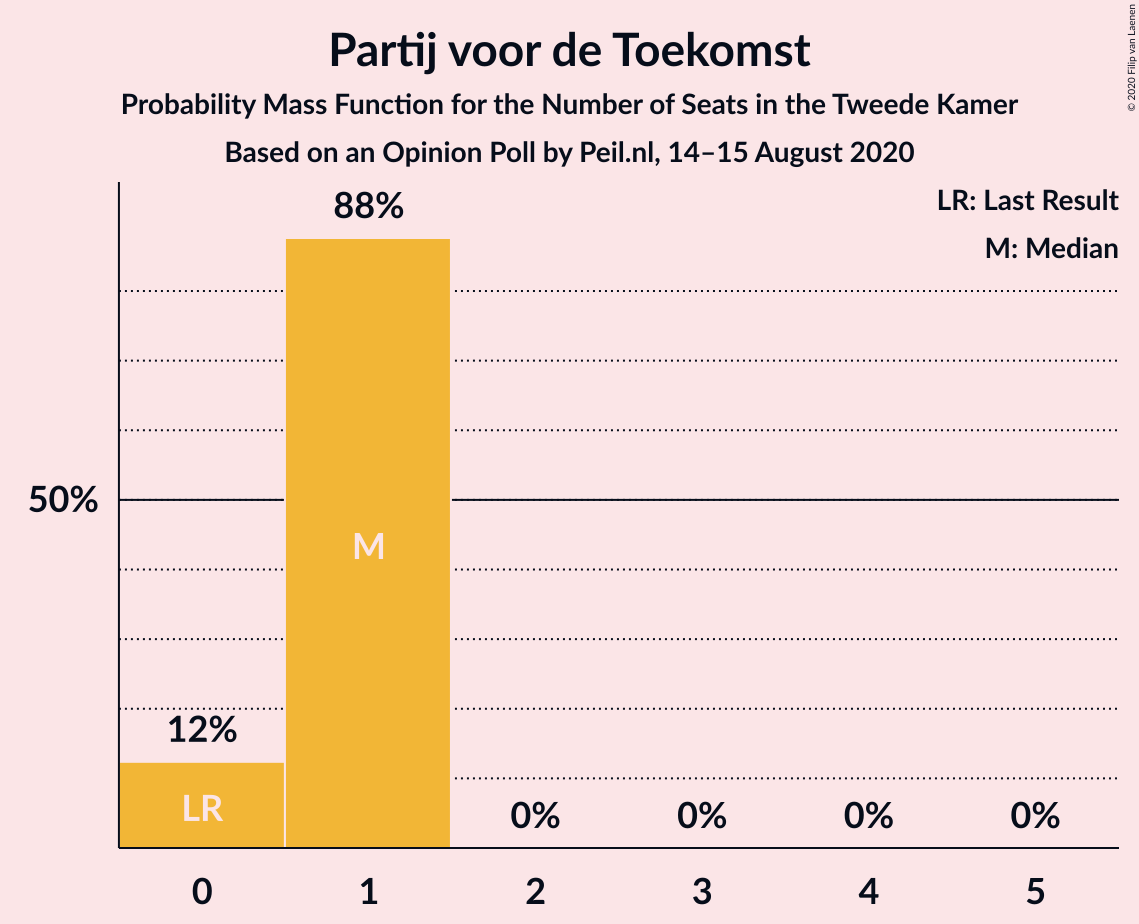 Partij voor de Toekomst
Probability Mass Function for the Number of Seats in the Tweede Kamer
Based on an Opinion Poll by Peil.nl, 14–15 August 2020
© 2020 Filip van Laenen
LR: Last Result
M: Median
88%
50%
M
12%
LR
0%
0%
0%
0%
0
1
2
3
4
5